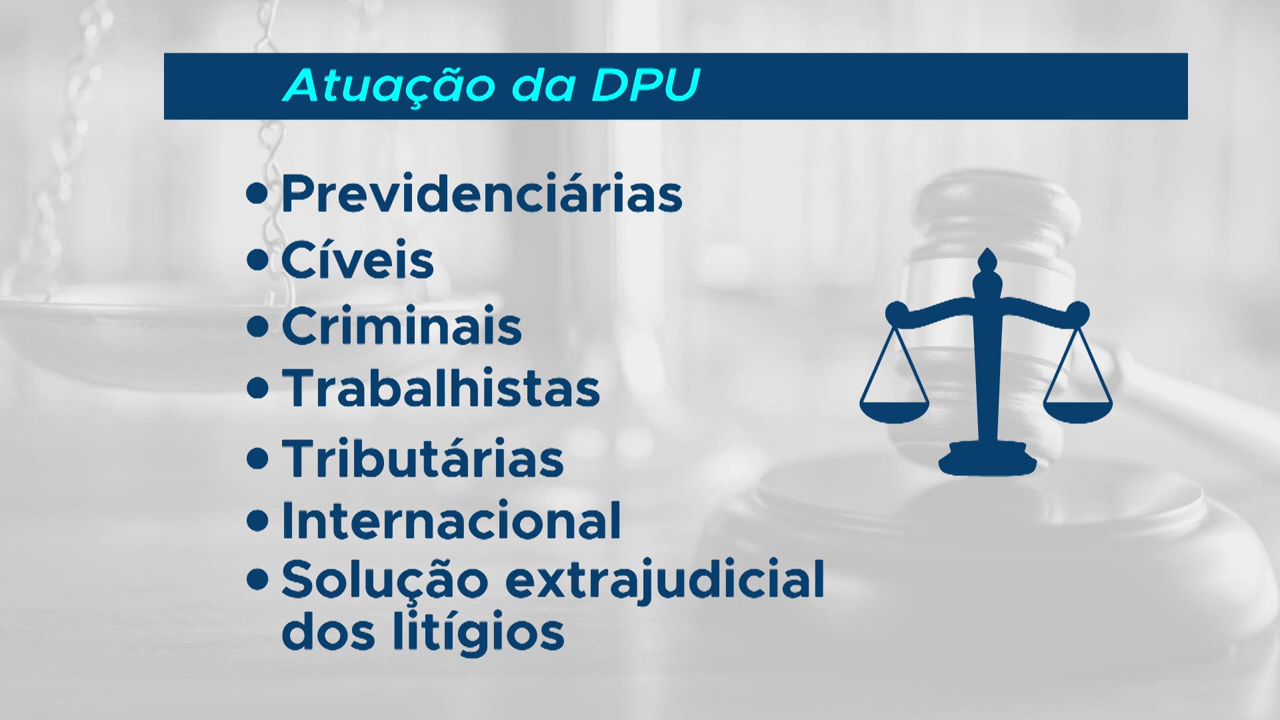 Atuação da DPU
• Previdenciárias
• Cíveis
• Criminais
• Trabalhistas
• Tributárias
• Internacional
• Solução extrajudicial
dos litígios